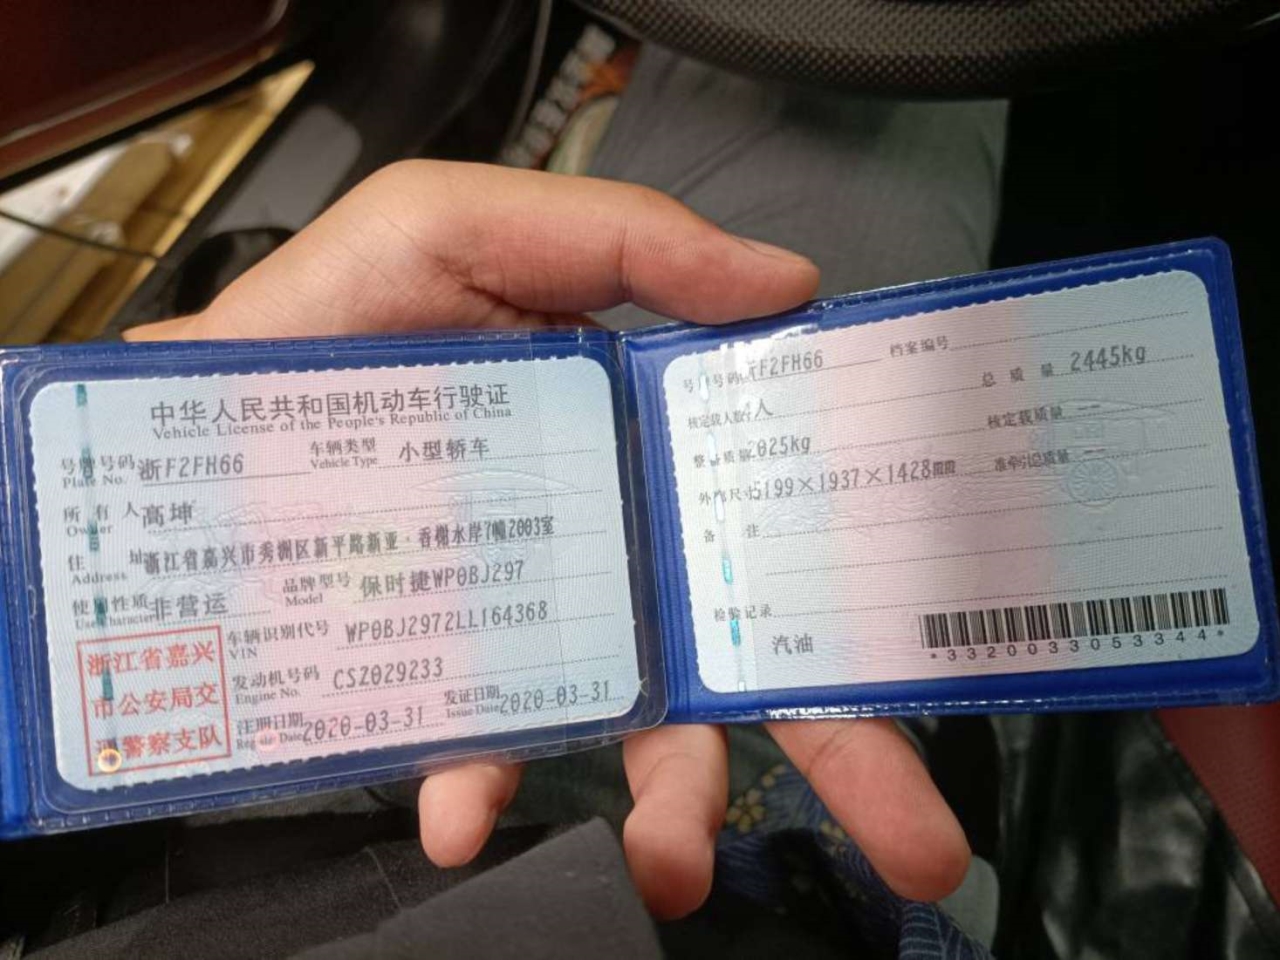 中华人民共和国机动车行驶证
Vehicle License of the People's Republic of China
号牌号码 浙F2FH66 车辆类型 小型轿车
Plate No. Vehicle Type
所有人 高坤
Owner
住址 浙江省嘉兴市秀洲区新平路新亚·香榭水岸7幢2003室
Address
使用性质 非营运 品牌型号 保时捷WP0BJ297
Use Character Model
车辆识别代号 WP0BJ2972LL164368
VIN
发动机号码 CSZ029233
Engine No.
注册日期 2020-03-31 发证日期 2020-03-31
Register Date Issue Date
浙江省嘉兴
市公安局交
通警察支队
号牌号码 浙F2FH66 档案编号
核定载人数 人 总质量 2445kg
整备质量 2025kg 核定载质量 --
外廓尺寸 5199×1937×1428mm 准牵引总质量 --
备注
检验记录
汽油
*3320033053344*